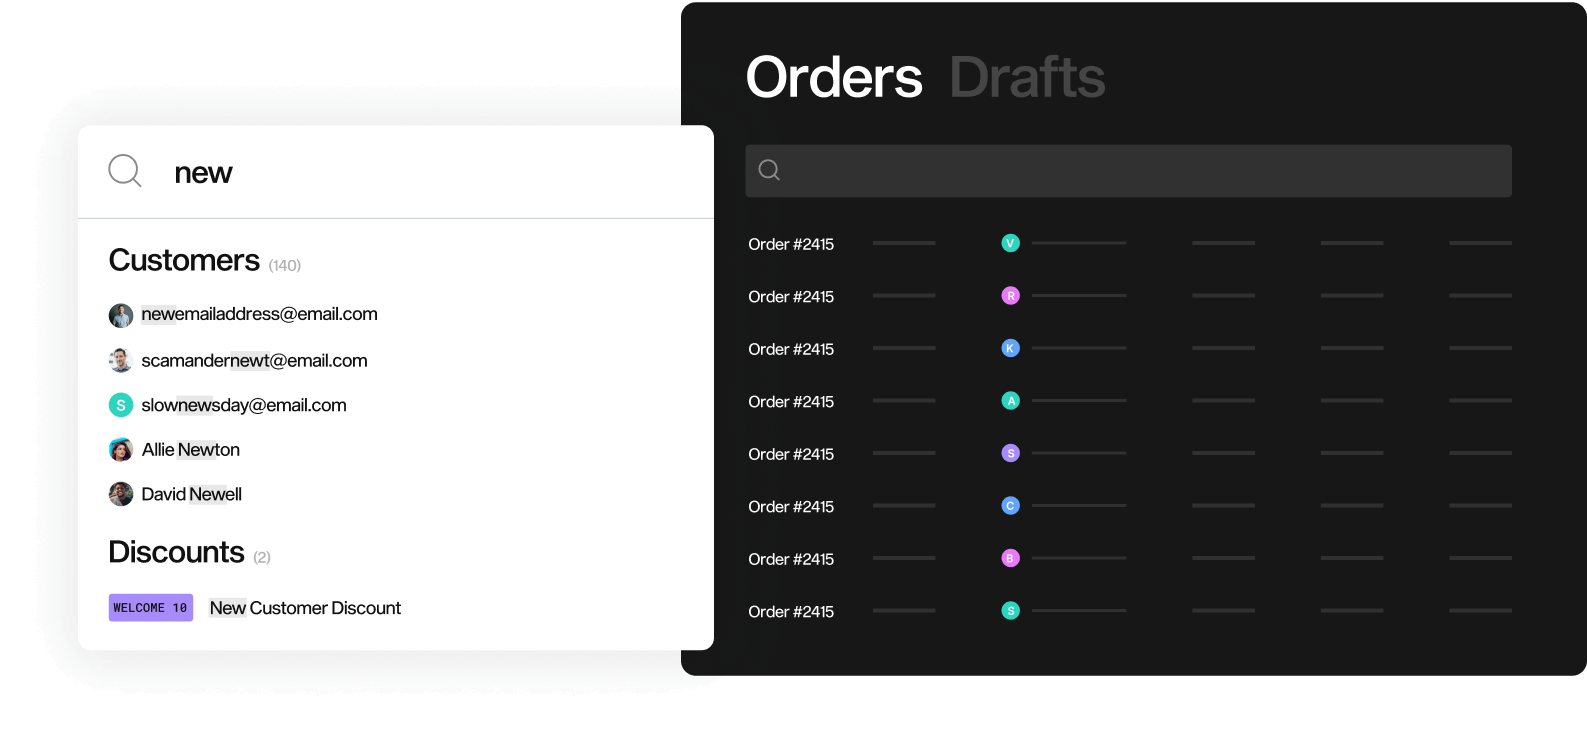 new
Customers (140)
newemailaddress@email.com
scamandernewt@email.com
S slownewsday@email.com
Allie Newton
David Newell
Discounts (2)
WELCOME 10 New Customer Discount
Orders Drafts
Order #2415 V
Order #2415 R
Order #2415 K
Order #2415 A
Order #2415 S
Order #2415 C
Order #2415 B
Order #2415 S